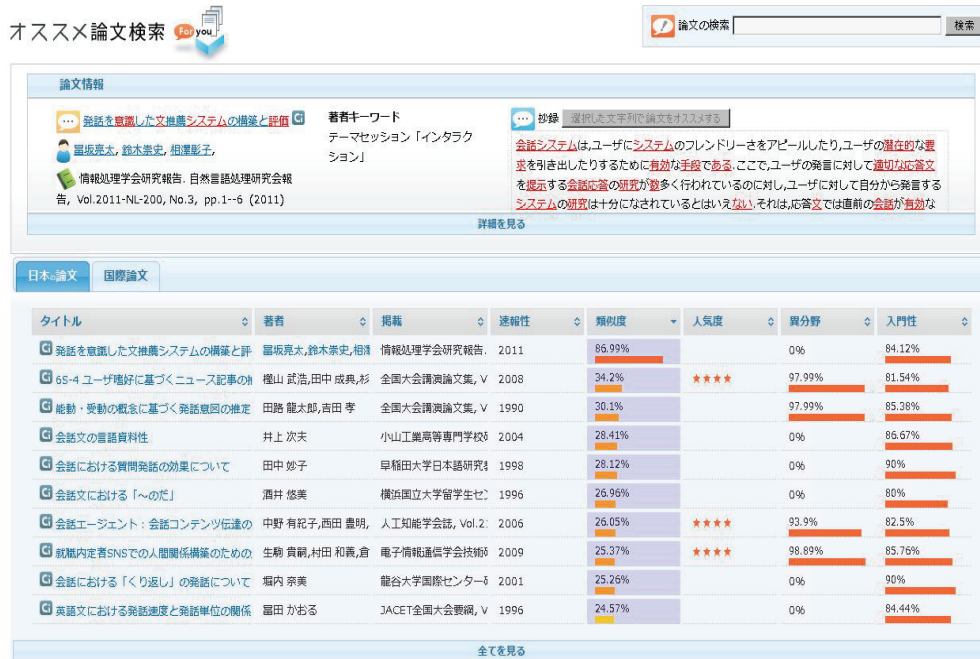 オススメ論文検索 For you
論文の検索 検索
論文情報
発話を意識した文推薦システムの構築と評価
冨坂亮太, 鈴木崇史, 相澤彰子,
情報処理学会研究報告. 自然言語処理研究会報
告, Vol.2011-NL-200, No.3, pp.1--6 (2011)
著者キーワード
テーマセッション「インタラク
ション」
抄録 選択した文字列で論文をオススメする
会話システムは,ユーザにシステムのフレンドリーさをアピールしたり,ユーザの潜在的な要
求を引き出したりするために有効な手段である.ここで,ユーザの発言に対して適切な応答文
を提示する会話応答の研究が数多く行われているのに対し,ユーザに対して自分から発言する
システムの研究は十分になされているとはいえない.それは,応答文では直前の会話が有効な
詳細を見る
日本の論文 国際論文
タイトル 著者 掲載 速報性 類似度 人気度 異分野 入門性
発話を意識した文推薦システムの構築と評 冨坂亮太,鈴木崇史,相澤 情報処理学会研究報告. 2011 86.99% 0% 84.12%
6S-4 ユーザ嗜好に基づくニュース記事の 樫山 武浩,田中 成典,杉 全国大会講演論文集, V 2008 34.2% ★★★★ 97.99% 81.54%
能動・受動の概念に基づく発話意図の推定 田路 龍太郎,吉田 孝 全国大会講演論文集, V 1990 30.1% 97.99% 85.38%
会話文の言語資料性 井上 次夫 小山工業高等専門学校 2004 28.41% 0% 86.67%
会話における質問発話の効果について 田中 妙子 早稲田大学日本語研究 1998 28.12% 0% 90%
会話文における「～のだ」 酒井 悠美 横浜国立大学留学生セン 1996 26.96% 0% 80%
会話エージェント：会話コンテンツ伝達の 中野 有紀子,西田 豊明, 人工知能学会誌, Vol.2 2006 26.05% ★★★★ 93.9% 82.5%
就職内定者SNSでの人間関係構築のための 生駒 貴嗣,村田 和義,倉 電子情報通信学会技術 2009 25.37% ★★★★ 98.89% 85.76%
会話における「くり返し」の発話について 堀内 奈美 龍谷大学国際センター 2001 25.26% 0% 90%
英語文における発話速度と発話単位の関係 冨田 かおる JACET全国大会要綱, V 1996 24.57% 0% 84.44%
全てを見る